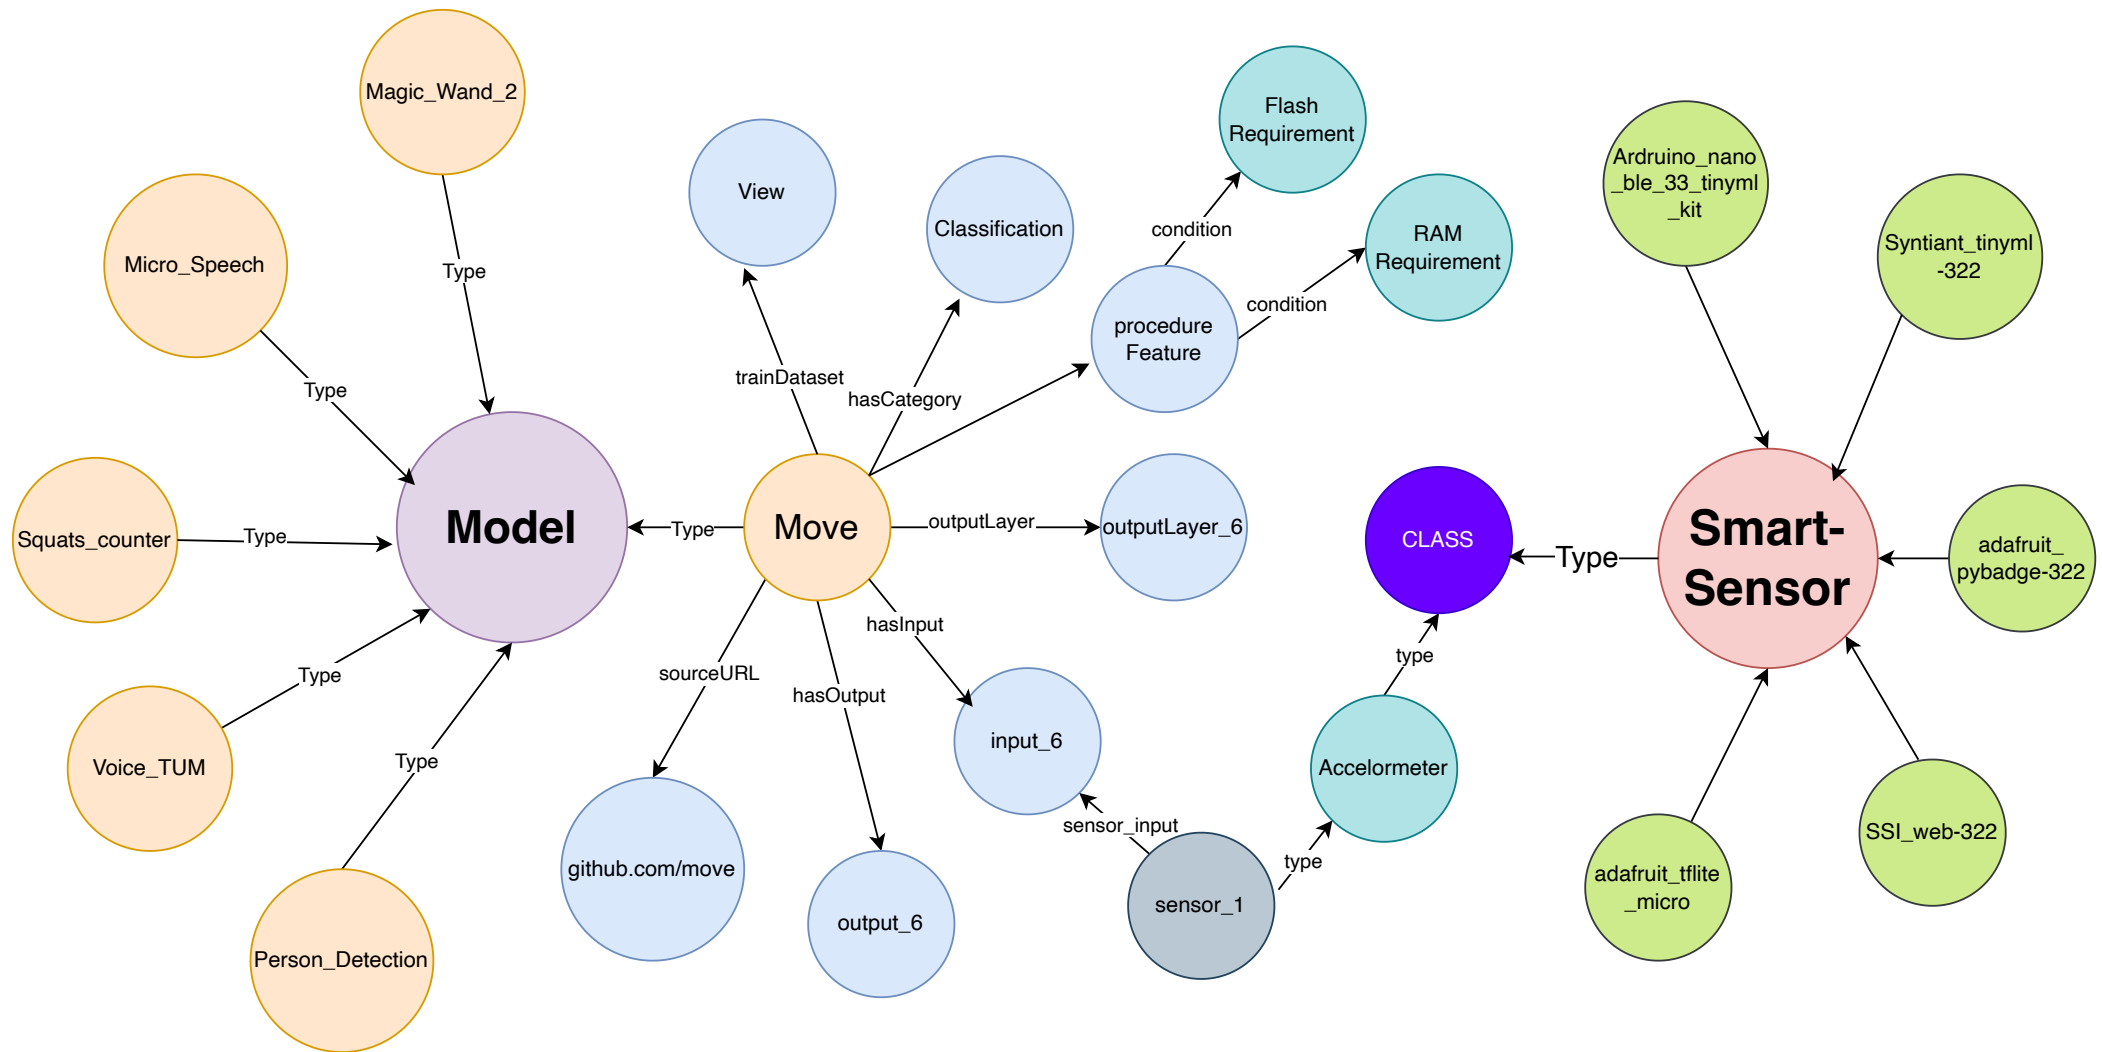 Magic_Wand_2
Micro_Speech
Type
Type
Squats_counter
Type
Voice_TUM
Type
Person_Detection
Type
Model
Type
Move
View
trainDataset
Classification
hasCategory
procedure
Feature
condition
Flash
Requirement
condition
RAM
Requirement
outputLayer
outputLayer_6
hasInput
input_6
sourceURL
github.com/move
hasOutput
output_6
sensor_input
sensor_1
type
Accelormeter
type
CLASS
Type
Smart-
Sensor
Ardruino_nano
_ble_33_tinyml
_kit
Syntiant_tinyml
-322
adafruit_
pybadge-322
SSI_web-322
adafruit_tflite
_micro